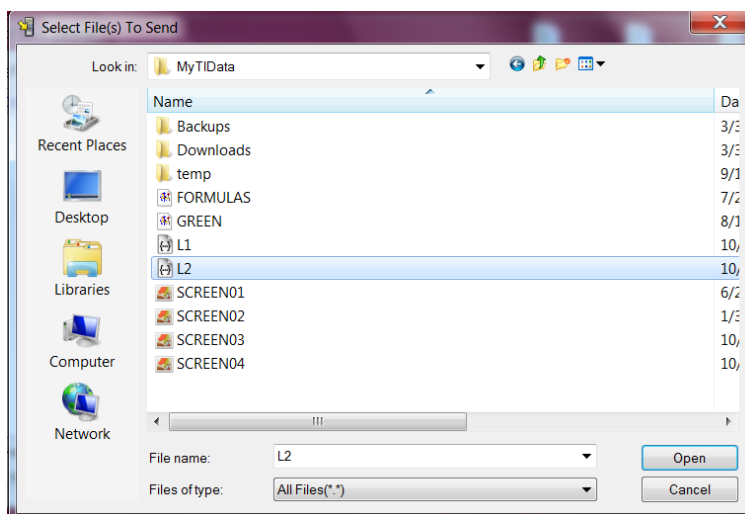 Select File(s) To Send
X
Look in: MyTIData
Name Da
Recent Places
Desktop
Libraries
Computer
Network
Backups 3/3
Downloads 3/3
temp 9/1
FORMULAS 7/2
GREEN 8/1
L1 10/
L2 10/
SCREEN01 6/2
SCREEN02 1/3
SCREEN03 10/
SCREEN04 10/
File name: L2 Open
Files of type: All Files(*.*) Cancel